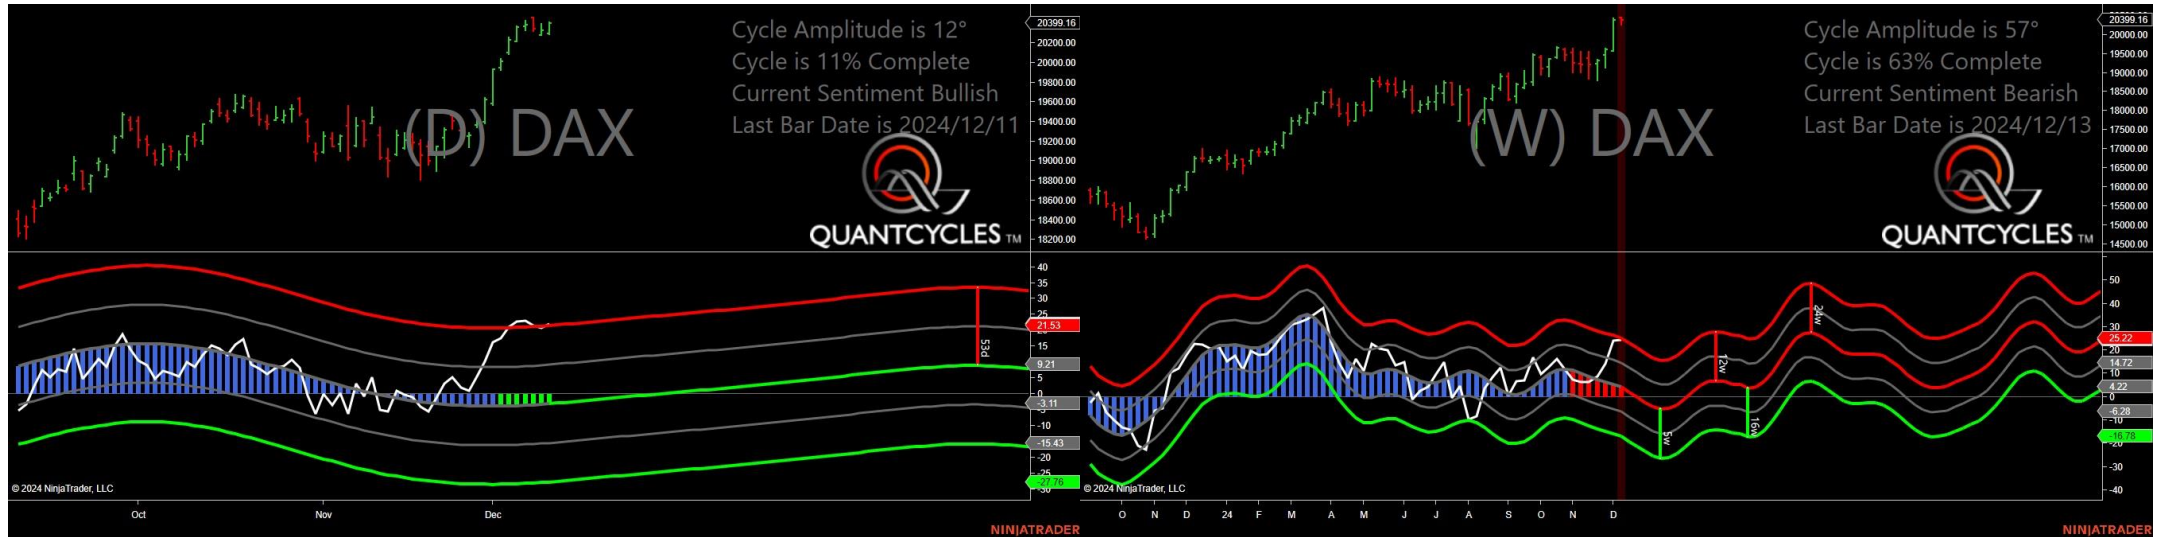 Cycle Amplitude is 12°
Cycle is 11% Complete
Current Sentiment Bullish
Last Bar Date is 2024/12/11
(D) DAX
QUANTCYCLES TM
20399.16
20200.00
20000.00
19800.00
19600.00
19400.00
19200.00
19000.00
18800.00
18600.00
18400.00
18200.00
40
35
30
25
21.53
15
9.21
5
0
-3.11
-10
-15.43
-20
-25
-27.76
53d
© 2024 NinjaTrader, LLC
Oct Nov Dec
NINJATRADER
Cycle Amplitude is 57°
Cycle is 63% Complete
Current Sentiment Bearish
Last Bar Date is 2024/12/13
(W) DAX
QUANTCYCLES TM
20399.16
20000.00
19500.00
19000.00
18500.00
18000.00
17500.00
17000.00
16500.00
16000.00
15500.00
15000.00
14500.00
50
40
30
25.22
20
14.72
10
4.22
0
-6.28
-10
-16.78
-20
-30
-40
5w
12w
16w
24w
© 2024 NinjaTrader, LLC
O N D 24 F M A M J J A S O N D
NINJATRADER